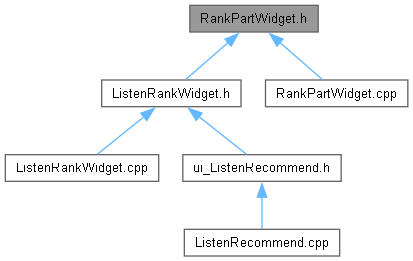 RankPartWidget.h
ListenRankWidget.h
RankPartWidget.cpp
ListenRankWidget.cpp
ui_ListenRecommend.h
ListenRecommend.cpp